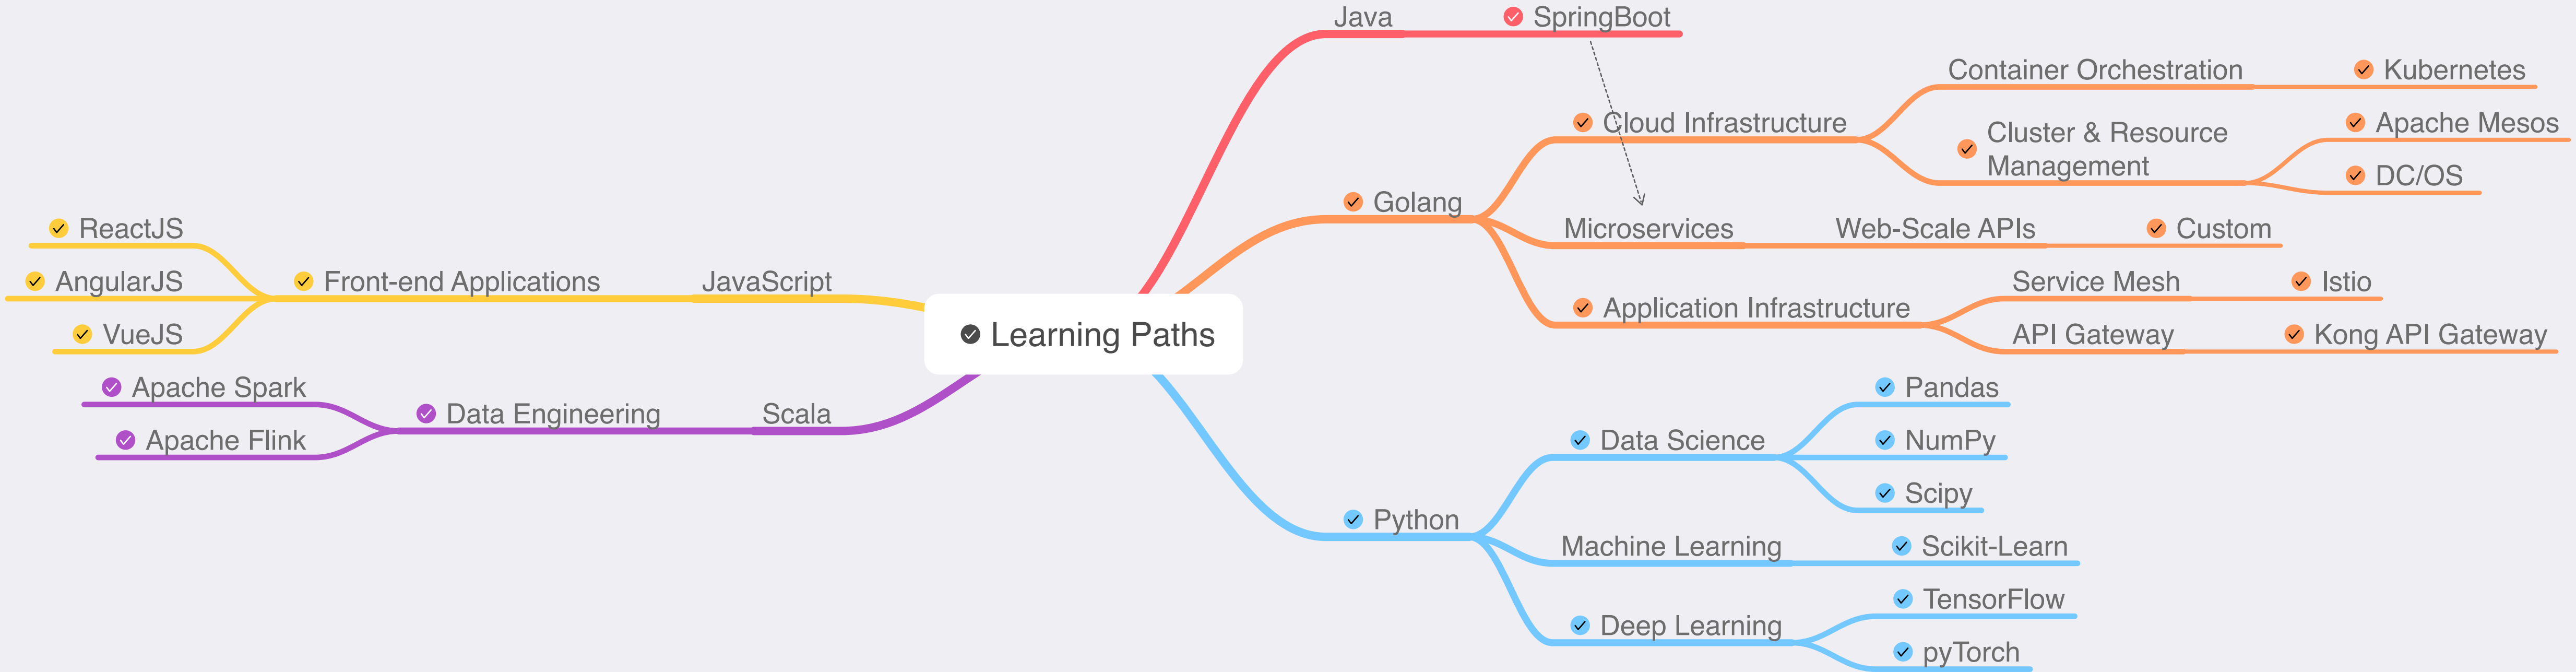 Java
SpringBoot
Container Orchestration
Kubernetes
Cloud Infrastructure
Cluster & Resource
Management
Apache Mesos
DC/OS
Golang
Microservices
Web-Scale APIs
Custom
Application Infrastructure
Service Mesh
Istio
API Gateway
Kong API Gateway
ReactJS
AngularJS
VueJS
Front-end Applications
JavaScript
Learning Paths
Apache Spark
Apache Flink
Data Engineering
Scala
Python
Data Science
Pandas
NumPy
Scipy
Machine Learning
Scikit-Learn
Deep Learning
TensorFlow
pyTorch